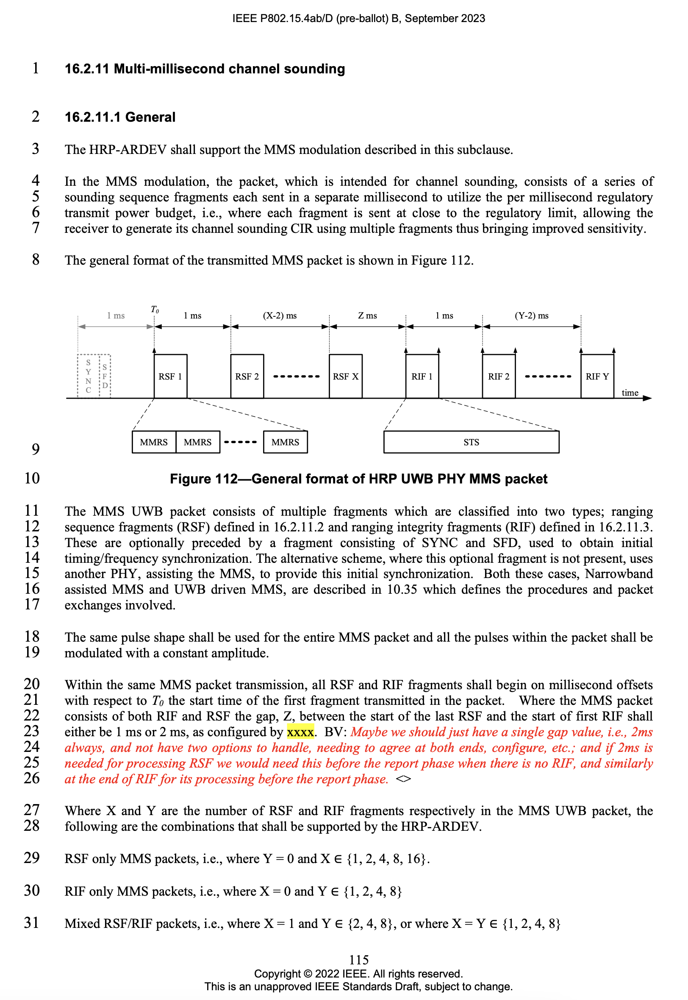 IEEE P802.15.4ab/D (pre-ballot) B, September 2023
1 16.2.11 Multi-millisecond channel sounding
2 16.2.11.1 General
3 The HRP-ARDEV shall support the MMS modulation described in this subclause.
4 In the MMS modulation, the packet, which is intended for channel sounding, consists of a series of
5 sounding sequence fragments each sent in a separate millisecond to utilize the per millisecond regulatory
6 transmit power budget, i.e., where each fragment is sent at close to the regulatory limit, allowing the
7 receiver to generate its channel sounding CIR using multiple fragments thus bringing improved sensitivity.
8 The general format of the transmitted MMS packet is shown in Figure 112.
1 ms T0 1 ms (X-2) ms Z ms 1 ms (Y-2) ms
SYNC SFD RSF 1 RSF 2 RSF X RIF 1 RIF 2 RIF Y
time
MMRS MMRS MMRS STS
9
10 Figure 112—General format of HRP UWB PHY MMS packet
11 The MMS UWB packet consists of multiple fragments which are classified into two types; ranging
12 sequence fragments (RSF) defined in 16.2.11.2 and ranging integrity fragments (RIF) defined in 16.2.11.3.
13 These are optionally preceded by a fragment consisting of SYNC and SFD, used to obtain initial
14 timing/frequency synchronization. The alternative scheme, where this optional fragment is not present, uses
15 another PHY, assisting the MMS, to provide this initial synchronization. Both these cases, Narrowband
16 assisted MMS and UWB driven MMS, are described in 10.35 which defines the procedures and packet
17 exchanges involved.
18 The same pulse shape shall be used for the entire MMS packet and all the pulses within the packet shall be
19 modulated with a constant amplitude.
20 Within the same MMS packet transmission, all RSF and RIF fragments shall begin on millisecond offsets
21 with respect to T0 the start time of the first fragment transmitted in the packet. Where the MMS packet
22 consists of both RIF and RSF the gap, Z, between the start of the last RSF and the start of first RIF shall
23 either be 1 ms or 2 ms, as configured by xxxx. BV: Maybe we should just have a single gap value, i.e., 2ms
24 always, and not have two options to handle, needing to agree at both ends, configure, etc.; and if 2ms is
25 needed for processing RSF we would need this before the report phase when there is no RIF, and similarly
26 at the end of RIF for its processing before the report phase. <>
27 Where X and Y are the number of RSF and RIF fragments respectively in the MMS UWB packet, the
28 following are the combinations that shall be supported by the HRP-ARDEV.
29 RSF only MMS packets, i.e., where Y = 0 and X ∈ {1, 2, 4, 8, 16}.
30 RIF only MMS packets, i.e., where X = 0 and Y ∈ {1, 2, 4, 8}
31 Mixed RSF/RIF packets, i.e., where X = 1 and Y ∈ {2, 4, 8}, or where X = Y ∈ {1, 2, 4, 8}
115
Copyright © 2022 IEEE. All rights reserved.
This is an unapproved IEEE Standards Draft, subject to change.